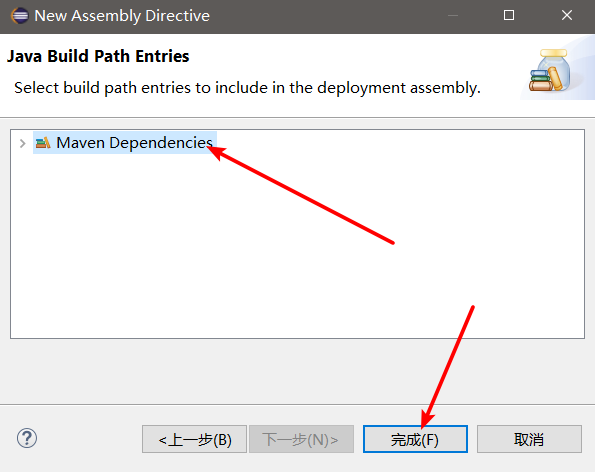 New Assembly Directive
Java Build Path Entries
Select build path entries to include in the deployment assembly.
Maven Dependencies
<上一步(B)
下一步(N)>
完成(F)
取消